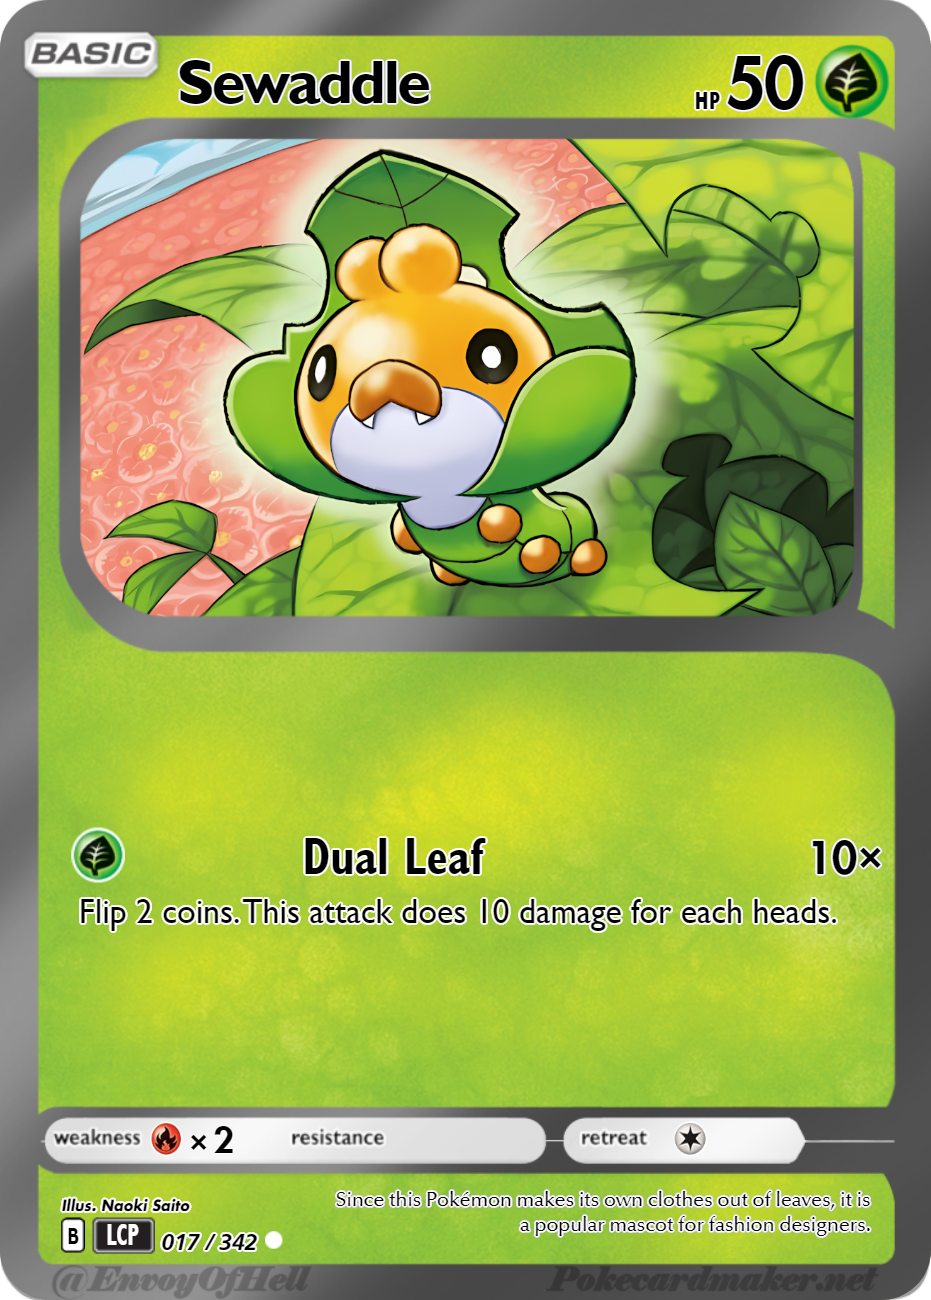 BASIC
Sewaddle
HP 50
Dual Leaf 10×
Flip 2 coins. This attack does 10 damage for each heads.
weakness × 2 resistance retreat
Illus. Naoki Saito
Since this Pokémon makes its own clothes out of leaves, it is
a popular mascot for fashion designers.
B LCP 017 / 342
@EnvoyOfHell Pokecardmaker.net